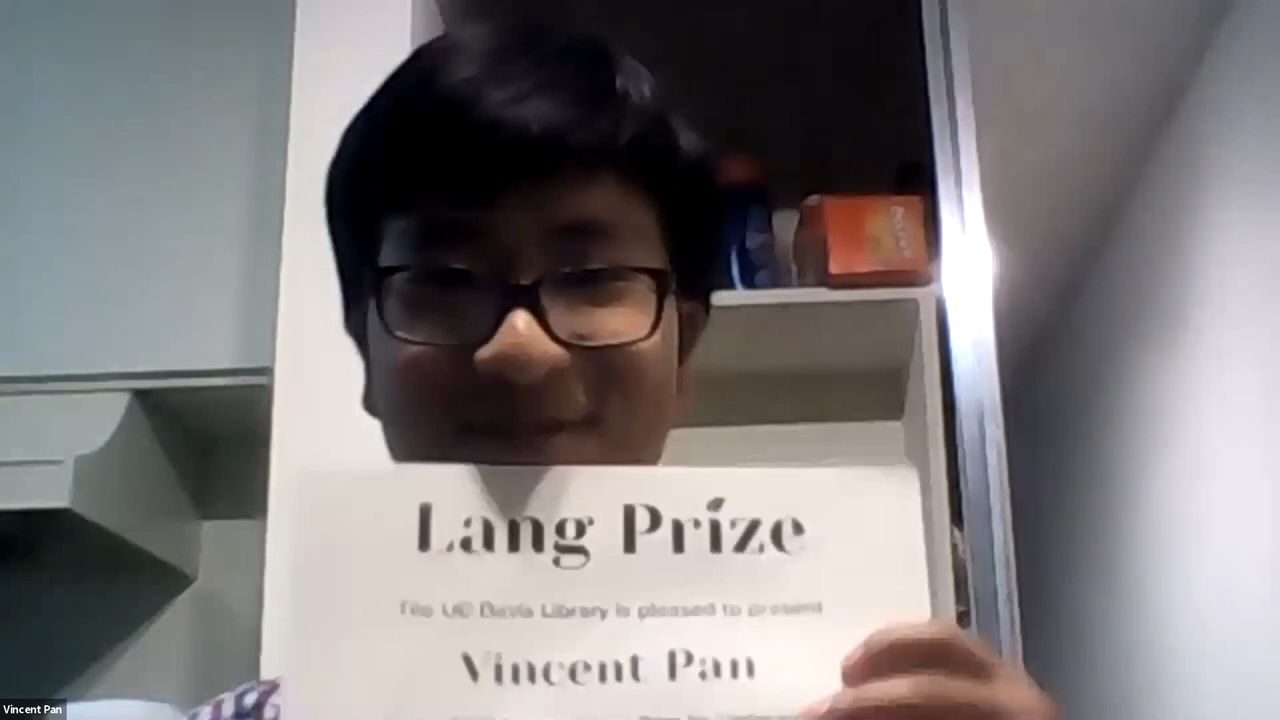 Lang Prize
The UC Davis Library is pleased to present
Vincent Pan
Vincent Pan